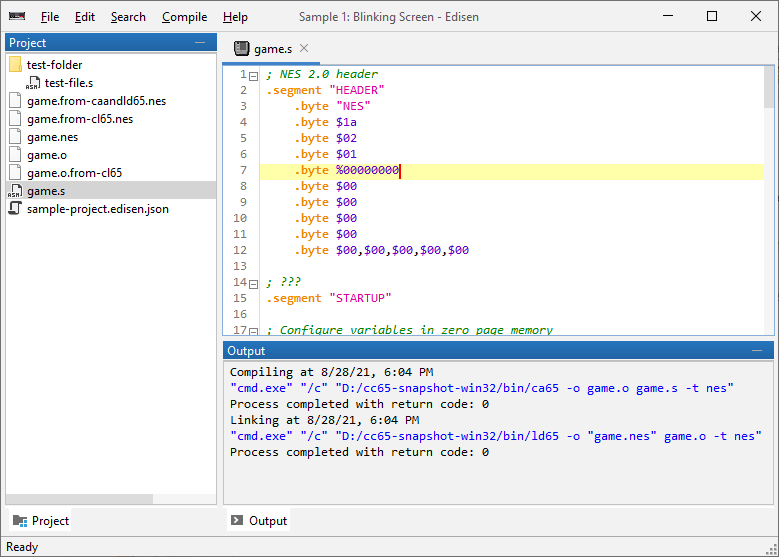 File Edit Search Compile Help Sample 1: Blinking Screen - Edisen
Project
test-folder
ASM test-file.s
game.from-caandld65.nes
game.from-cl65.nes
game.nes
game.o
game.o.from-cl65
ASM game.s
sample-project.edisen.json
Project
game.s
1 ; NES 2.0 header
2 .segment "HEADER"
3 .byte "NES"
4 .byte $1a
5 .byte $02
6 .byte $01
7 .byte %00000000
8 .byte $00
9 .byte $00
10 .byte $00
11 .byte $00
12 .byte $00,$00,$00,$00,$00
13
14 ; ???
15 .segment "STARTUP"
16
17 ; Configure variables in zero page memory
Output
Compiling at 8/28/21, 6:04 PM
"cmd.exe" "/c" "D:/cc65-snapshot-win32/bin/ca65 -o game.o game.s -t nes"
Process completed with return code: 0
Linking at 8/28/21, 6:04 PM
"cmd.exe" "/c" "D:/cc65-snapshot-win32/bin/ld65 -o "game.nes" game.o -t nes"
Process completed with return code: 0
Output
Ready